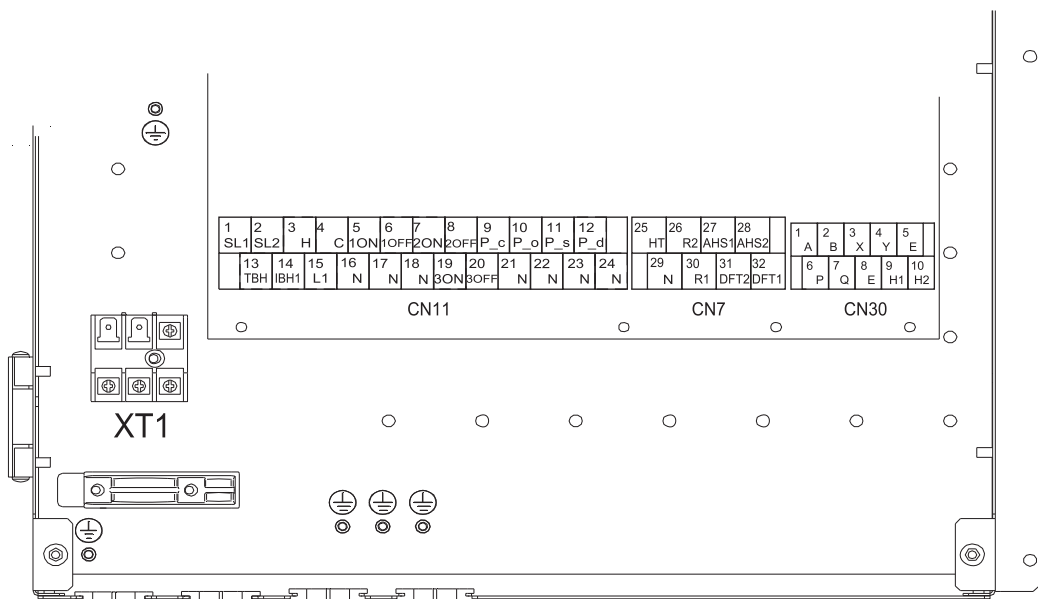 1 2 3 4 5 6 7 8 9 10 11 12
SL1 SL2 H C 1ON 1OFF 2ON 2OFF P_c P_o P_s P_d
13 14 15 16 17 18 19 20 21 22 23 24
TBH IBH1 L1 N N N 3ON 3OFF N N N N
CN11
25 26 27 28
HT R2 AHS1 AHS2
29 30 31 32
N R1 DFT2 DFT1
CN7
1 2 3 4 5
A B X Y E
6 7 8 9 10
P Q E H1 H2
CN30
XT1